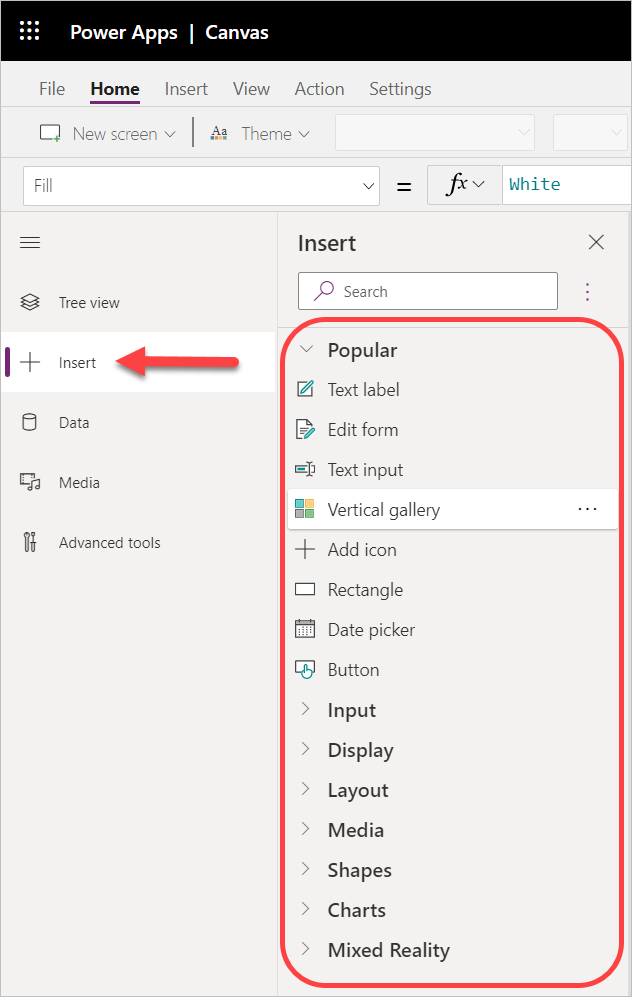 Power Apps | Canvas
File Home Insert View Action Settings
New screen Aa Theme
Fill = fx White
Insert
Search
Tree view
Insert
Data
Media
Advanced tools
Popular
Text label
Edit form
Text input
Vertical gallery ...
Add icon
Rectangle
Date picker
Button
Input
Display
Layout
Media
Shapes
Charts
Mixed Reality